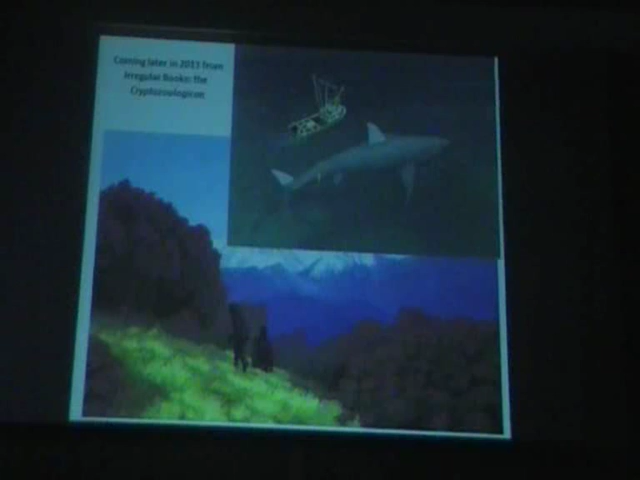 Coming later in 2013 from
Irregular Books: the
Cryptozoologicon